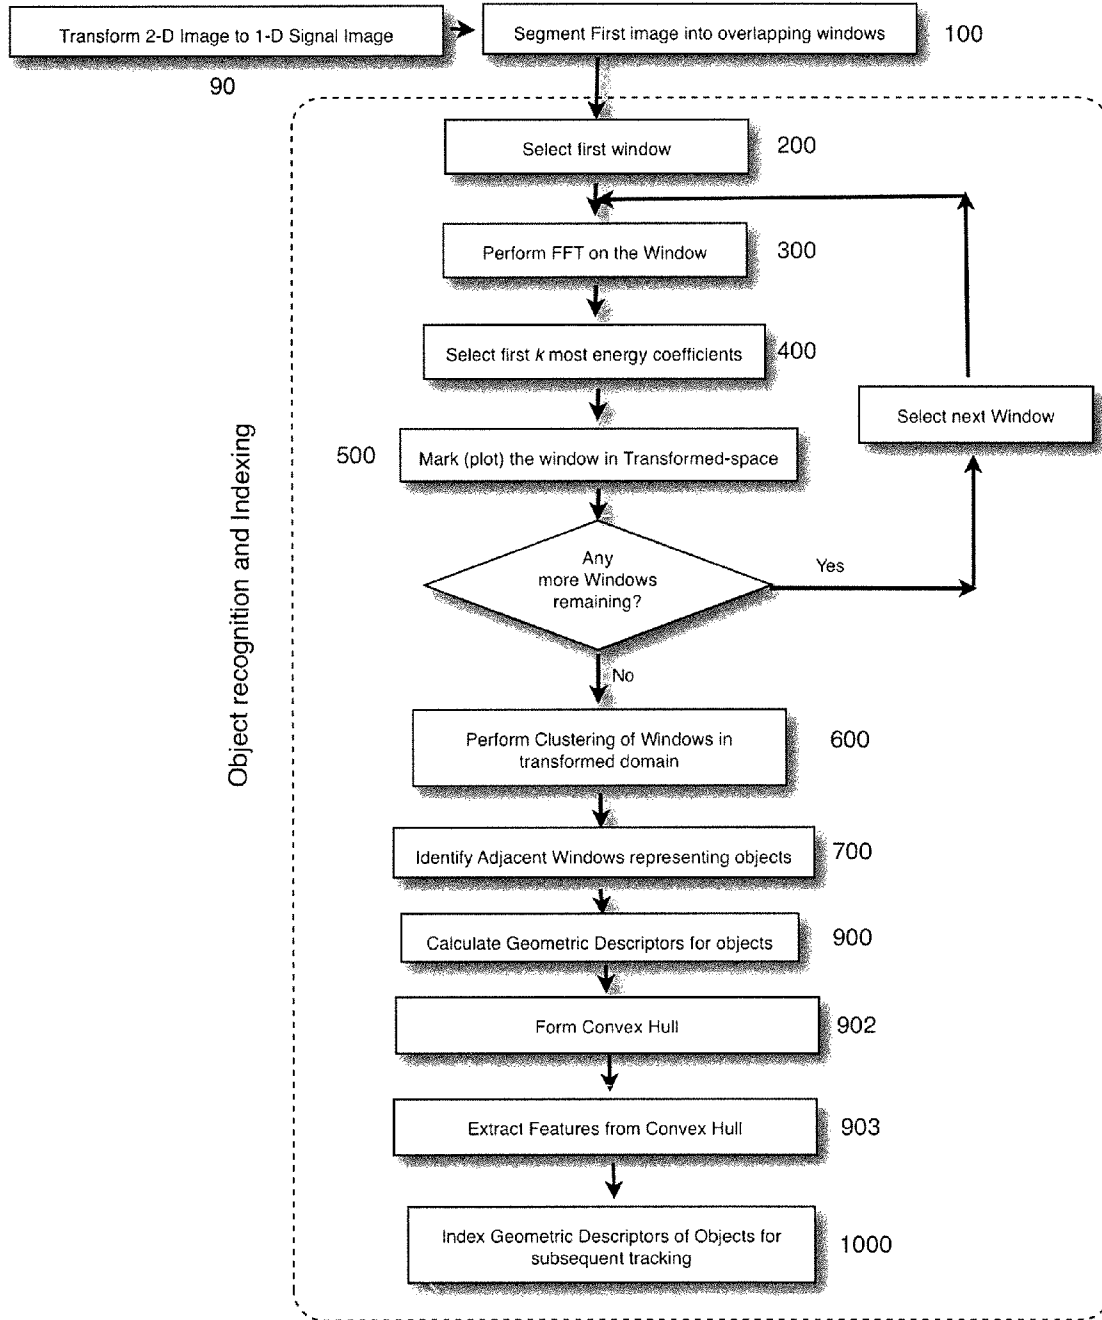 Transform 2-D Image to 1-D Signal Image
90
Segment First image into overlapping windows
100
Select first window
200
Perform FFT on the Window
300
Select first k most energy coefficients
400
Select next Window
500
Mark (plot) the window in Transformed-space
Any
more Windows
remaining?
Yes
No
Object recognition and Indexing
Perform Clustering of Windows in
transformed domain
600
Identify Adjacent Windows representing objects
700
Calculate Geometric Descriptors for objects
900
Form Convex Hull
902
Extract Features from Convex Hull
903
Index Geometric Descriptors of Objects for
subsequent tracking
1000